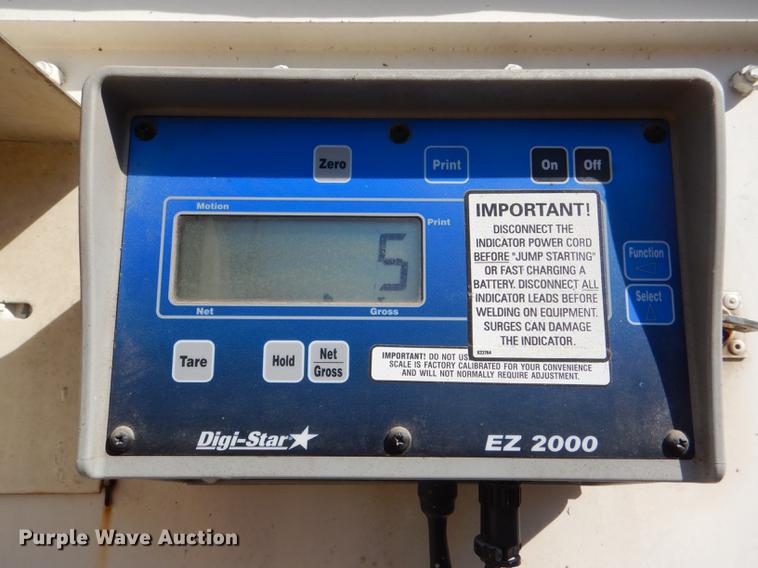 Zero
Print
On
Off
Motion
Print
5
Net
Gross
Function
Select
IMPORTANT!
DISCONNECT THE
INDICATOR POWER CORD
BEFORE "JUMP STARTING"
OR FAST CHARGING A
BATTERY. DISCONNECT ALL
INDICATOR LEADS BEFORE
WELDING ON EQUIPMENT.
SURGES CAN DAMAGE
THE INDICATOR.
Tare
Hold
Net
Gross
IMPORTANT! DO NOT US
SCALE IS FACTORY CALIBRATED FOR YOUR CONVENIENCE
AND WILL NOT NORMALLY REQUIRE ADJUSTMENT.
Digi-Star
EZ 2000
Purple Wave Auction